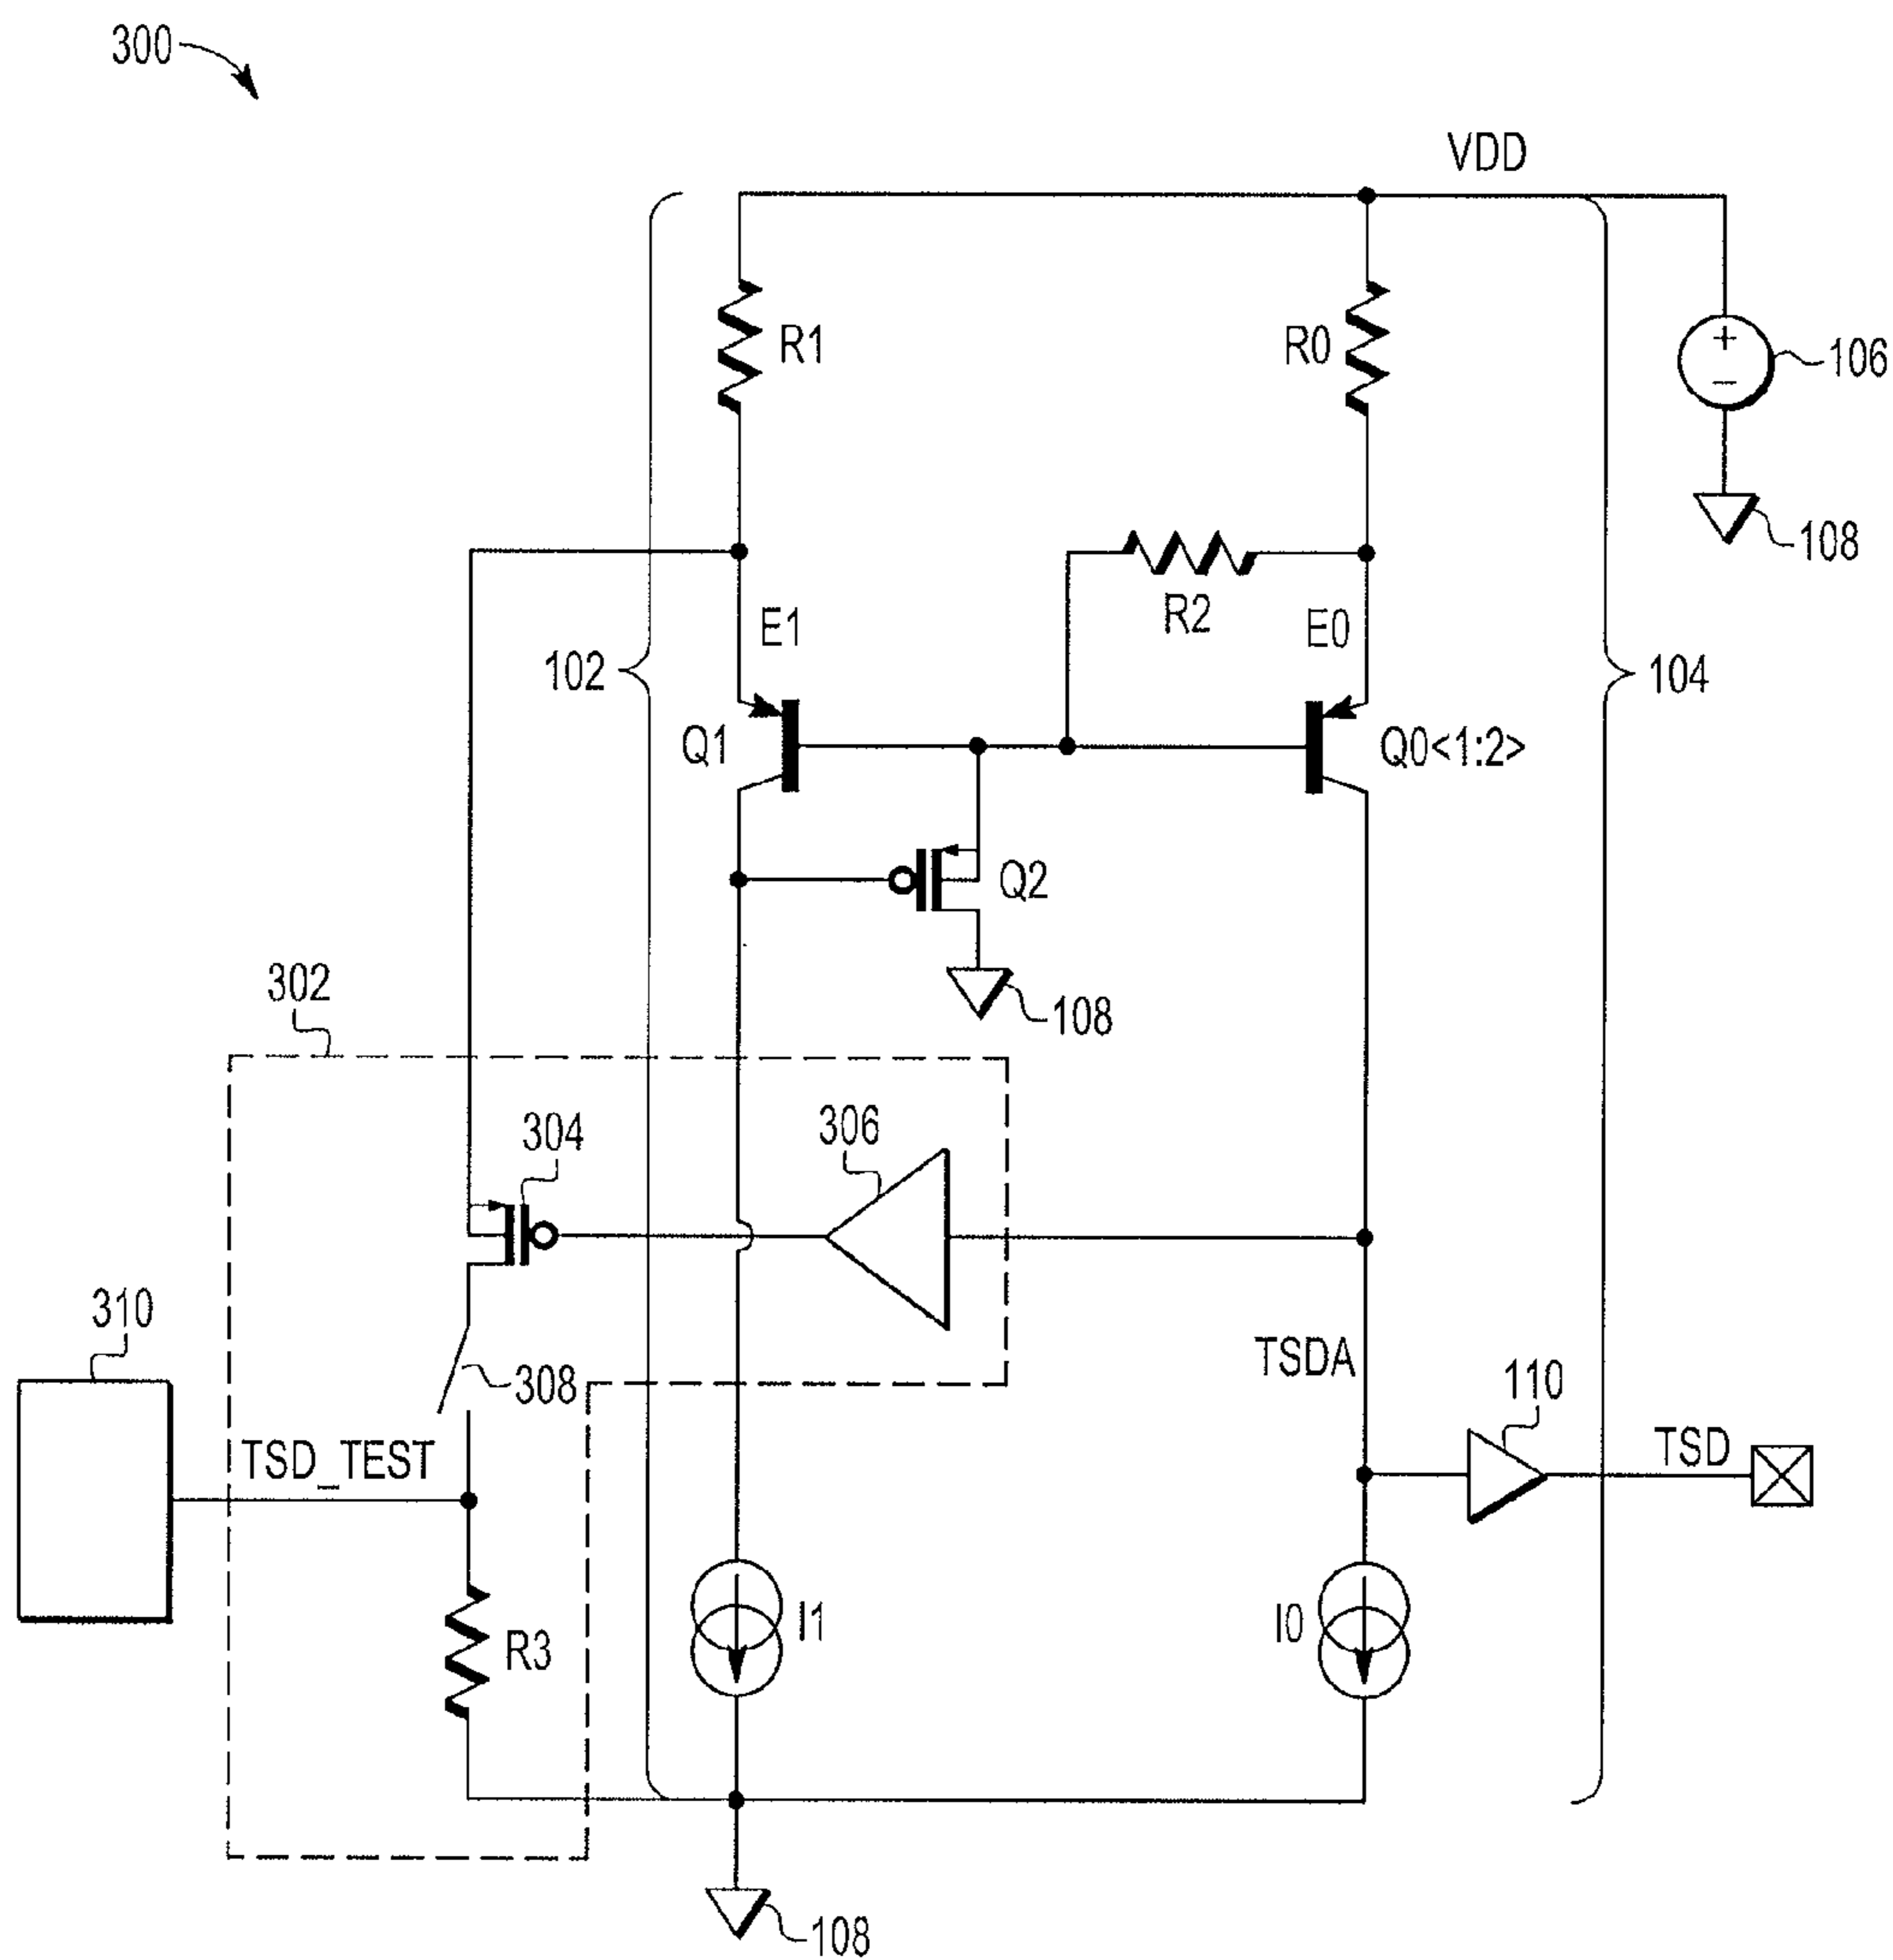 300
VDD
R1
R0
106
108
R2
E1
E0
102
104
Q1
Q0<1:2>
Q2
302
108
304
306
310
308
TSDA
110
TSD_TEST
TSD
I1
I0
R3
108
+
−